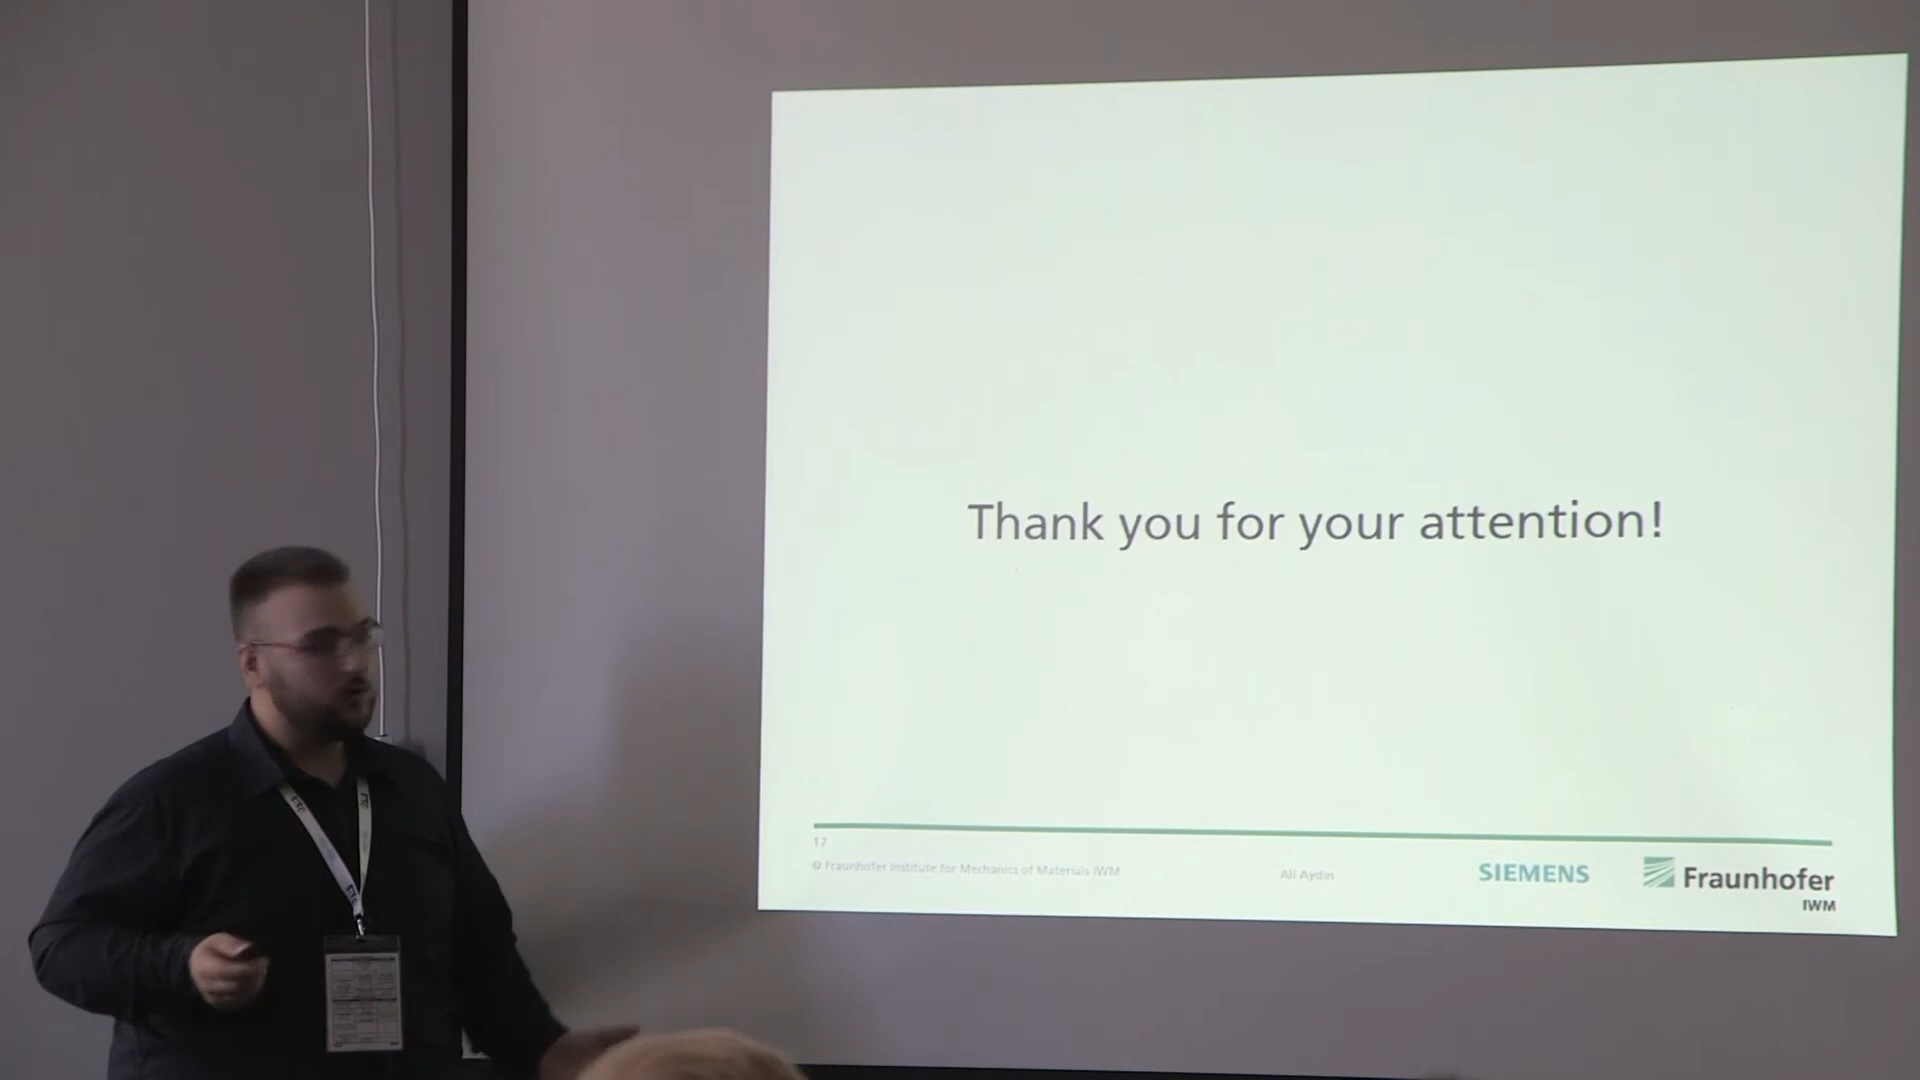 Thank you for your attention!
17
© Fraunhofer Institute for Mechanics of Materials IWM
Ali Aydin
SIEMENS
Fraunhofer
IWM